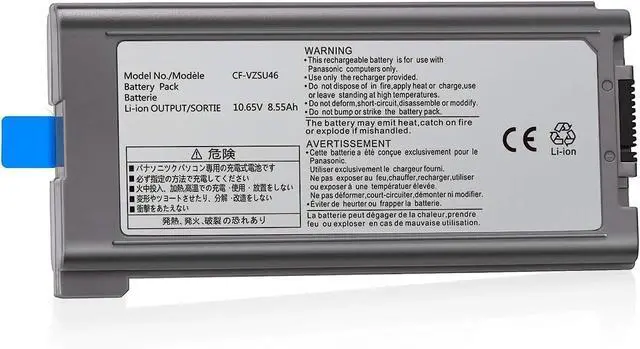 Model No./Modèle CF-VZSU46
Battery Pack
Batterie
Li-ion OUTPUT/SORTIE 10.65V 8.55Ah
⚠ 危険
•パナソニックパソコン専用の充電式電池です
•必ず指定の方法で充電してください
•火中投入、加熱,高温での充電・使用・放置をしない
•変形やツョートさせたり、分解・改造をしない
•衝撃をあたえない
発熱、発火、破裂の恐れあり
WARNING
•This rechargeable battery is for use with
Panasonic computers only.
•Use only the recharger provided.
•Do not dispose of in fire,apply heat or charge,use
or leave standing at high temperatures.
•Do not deform,short-circuit,disassemble or modify.
•Do not bump or strike the battery pack.
The battery may emit heat,catch on fire
or explode if mishandled.
AVERTISSEMENT
•Cette batterie a été conçue exclusivement pour le
Panasonic.
Utiliser exclusivement le chargeur fourni.
Ne pas exposer au feu,chauffer,recharger,utiliser
ou exposer à une température élevée.
Ne pas déformer,court-circuiter,démonter ni modifier.
•Éviter de heurter ou frapper la batterie.
La batterie peut dégager de la chaleur,prendre feu
ou exploser en cas de mauvaise utilisation.
CE
Li-ion